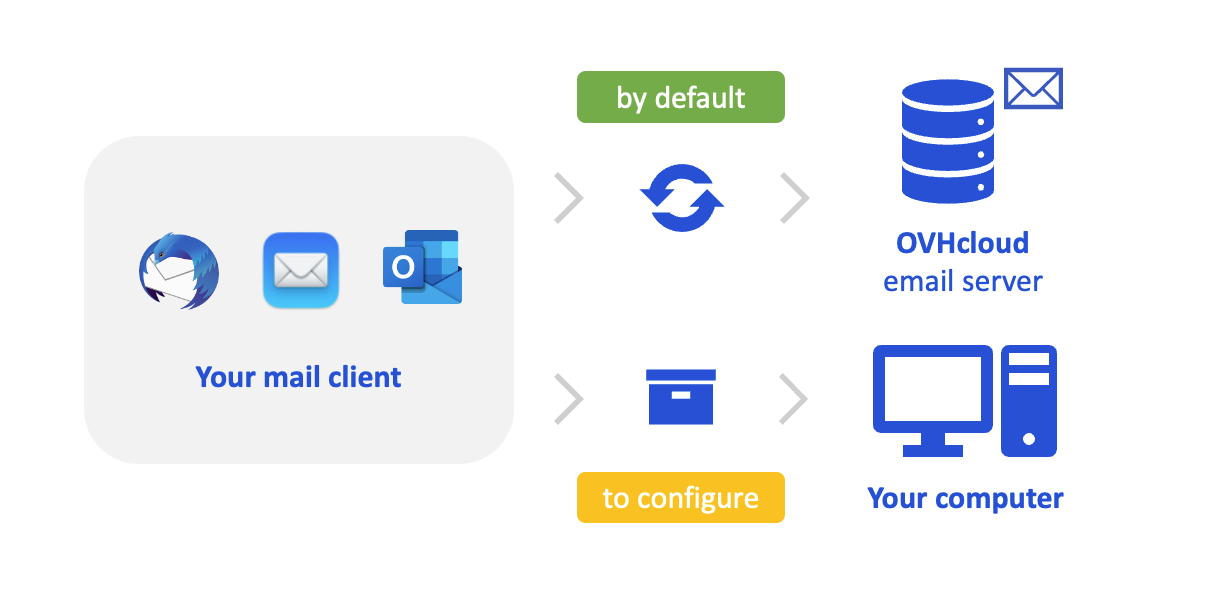 by default
O
OVHcloud
email server
Your mail client
to configure
Your computer